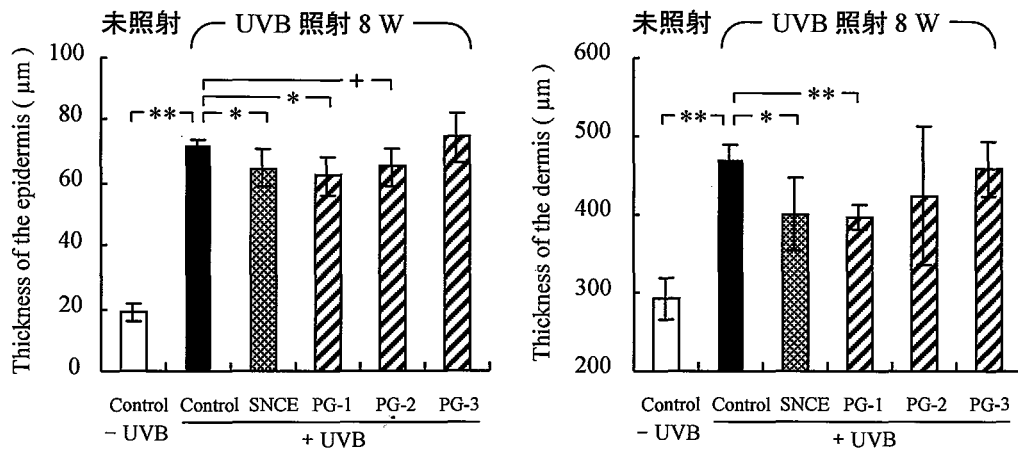 未照射 UVB 照射 8 W
Thickness of the epidermis ( μm )
100
80
60
40
20
0
** * * +
Control Control SNCE PG-1 PG-2 PG-3
− UVB + UVB
未照射 UVB 照射 8 W
Thickness of the dermis ( μm )
600
500
400
300
200
** * **
Control Control SNCE PG-1 PG-2 PG-3
− UVB + UVB